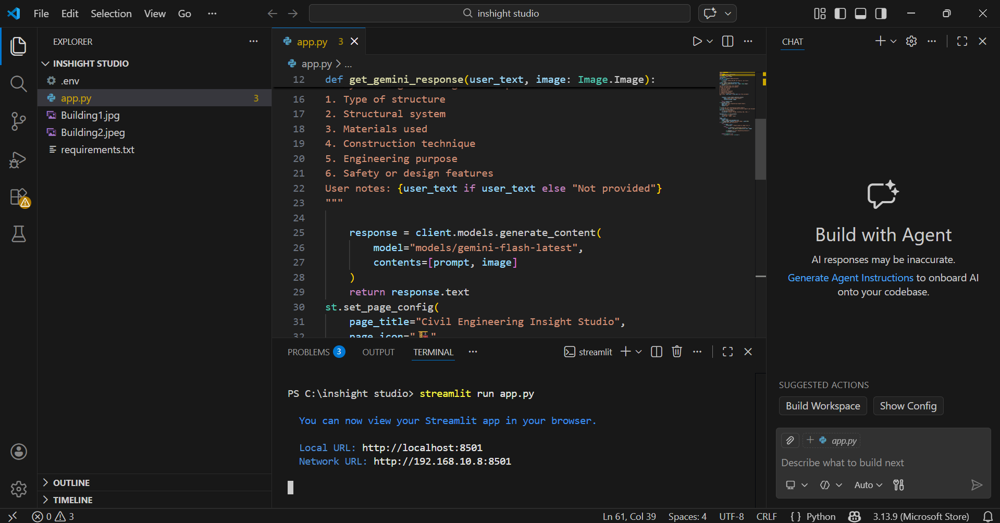 File Edit Selection View Go ···
inshight studio
EXPLORER
INSHIGHT STUDIO
.env
app.py 3
Building1.jpg
Building2.jpeg
requirements.txt
OUTLINE
TIMELINE
app.py 3
app.py > ...
12 def get_gemini_response(user_text, image: Image.Image):
16 1. Type of structure
17 2. Structural system
18 3. Materials used
19 4. Construction technique
20 5. Engineering purpose
21 6. Safety or design features
22 User notes: {user_text if user_text else "Not provided"}
23 """
24
25 response = client.models.generate_content(
26 model="models/gemini-flash-latest",
27 contents=[prompt, image]
28 )
29 return response.text
30 st.set_page_config(
31 page_title="Civil Engineering Insight Studio",
32 page_icon="🏗️"
PROBLEMS 3 OUTPUT TERMINAL ···
streamlit
PS C:\inshight studio> streamlit run app.py
You can now view your Streamlit app in your browser.
Local URL: http://localhost:8501
Network URL: http://192.168.10.8:8501
CHAT
Build with Agent
AI responses may be inaccurate.
Generate Agent Instructions to onboard AI
onto your codebase.
SUGGESTED ACTIONS
Build Workspace Show Config
app.py
Describe what to build next
Auto
0 3
Ln 61, Col 39 Spaces: 4 UTF-8 CRLF { } Python 3.13.9 (Microsoft Store)